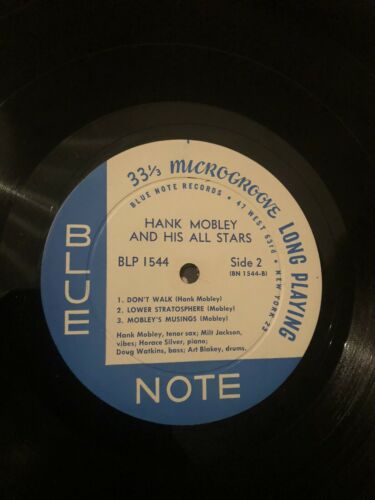 33⅓ MICROGROOVE LONG PLAYING
BLUE NOTE RECORDS • 47 WEST 63rd • NEW YORK 23
HANK MOBLEY
AND HIS ALL STARS
BLP 1544
Side 2
(BN 1544-B)
1. DON'T WALK (Hank Mobley)
2. LOWER STRATOSPHERE (Mobley)
3. MOBLEY'S MUSINGS (Mobley)
Hank Mobley, tenor sax; Milt Jackson,
vibes; Horace Silver, piano;
Doug Watkins, bass; Art Blakey, drums.
BLUE
NOTE